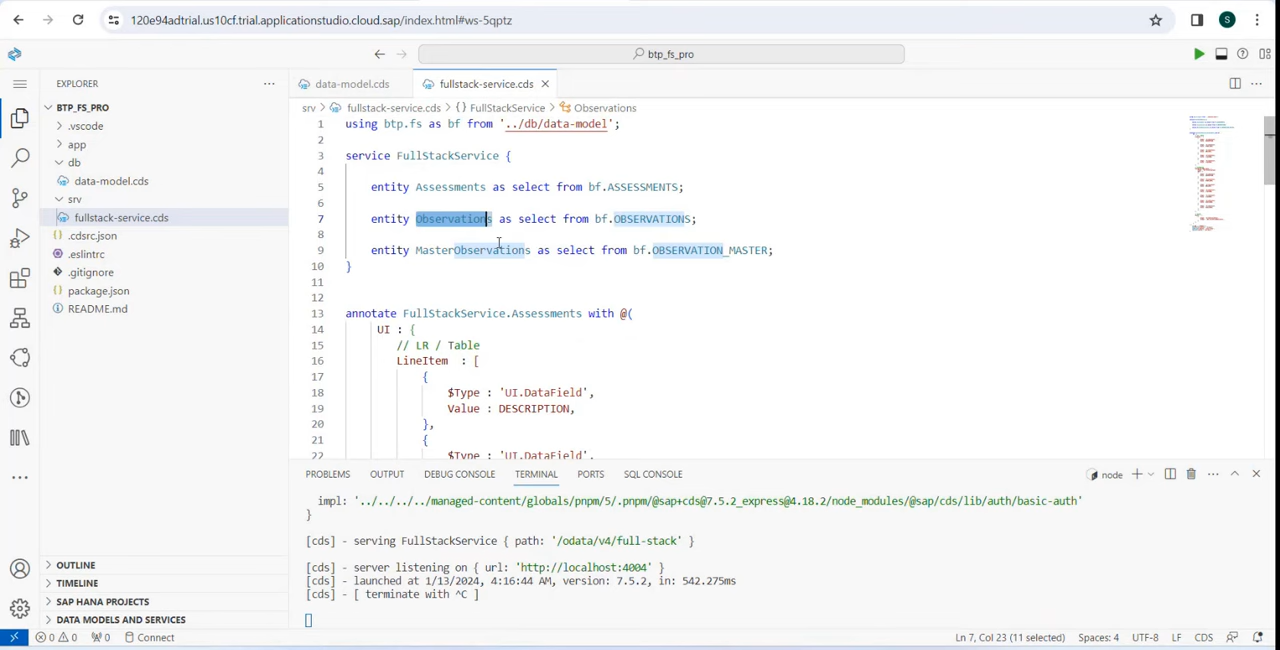 120e94adtrial.us10cf.trial.applicationstudio.cloud.sap/index.html#ws-5qptz
S
btp_fs_pro
EXPLORER
BTP_FS_PRO
.vscode
app
db
data-model.cds
srv
fullstack-service.cds
.cdsrc.json
.eslintrc
.gitignore
package.json
README.md
OUTLINE
TIMELINE
SAP HANA PROJECTS
DATA MODELS AND SERVICES
data-model.cds
fullstack-service.cds
srv > fullstack-service.cds > {} FullStackService > Observations
1 using btp.fs as bf from '../db/data-model';
2
3 service FullStackService {
4
5 entity Assessments as select from bf.ASSESSMENTS;
6
7 entity Observations as select from bf.OBSERVATIONS;
8
9 entity MasterObservations as select from bf.OBSERVATION_MASTER;
10 }
11
12
13 annotate FullStackService.Assessments with @(
14 UI : {
15 // LR / Table
16 LineItem : [
17 {
18 $Type : 'UI.DataField',
19 Value : DESCRIPTION,
20 },
21 {
22 $Type : 'UI.DataField',
PROBLEMS OUTPUT DEBUG CONSOLE TERMINAL PORTS SQL CONSOLE
node
impl: '../../../../managed-content/globals/pnpm/5/.pnpm/@sap+cds@7.5.2_express@4.18.2/node_modules/@sap/cds/lib/auth/basic-auth'
}
[cds] - serving FullStackService { path: '/odata/v4/full-stack' }
[cds] - server listening on { url: 'http://localhost:4004' }
[cds] - launched at 1/13/2024, 4:16:44 AM, version: 7.5.2, in: 542.275ms
[cds] - [ terminate with ^C ]
0 0 0 Connect
Ln 7, Col 23 (11 selected) Spaces: 4 UTF-8 LF CDS